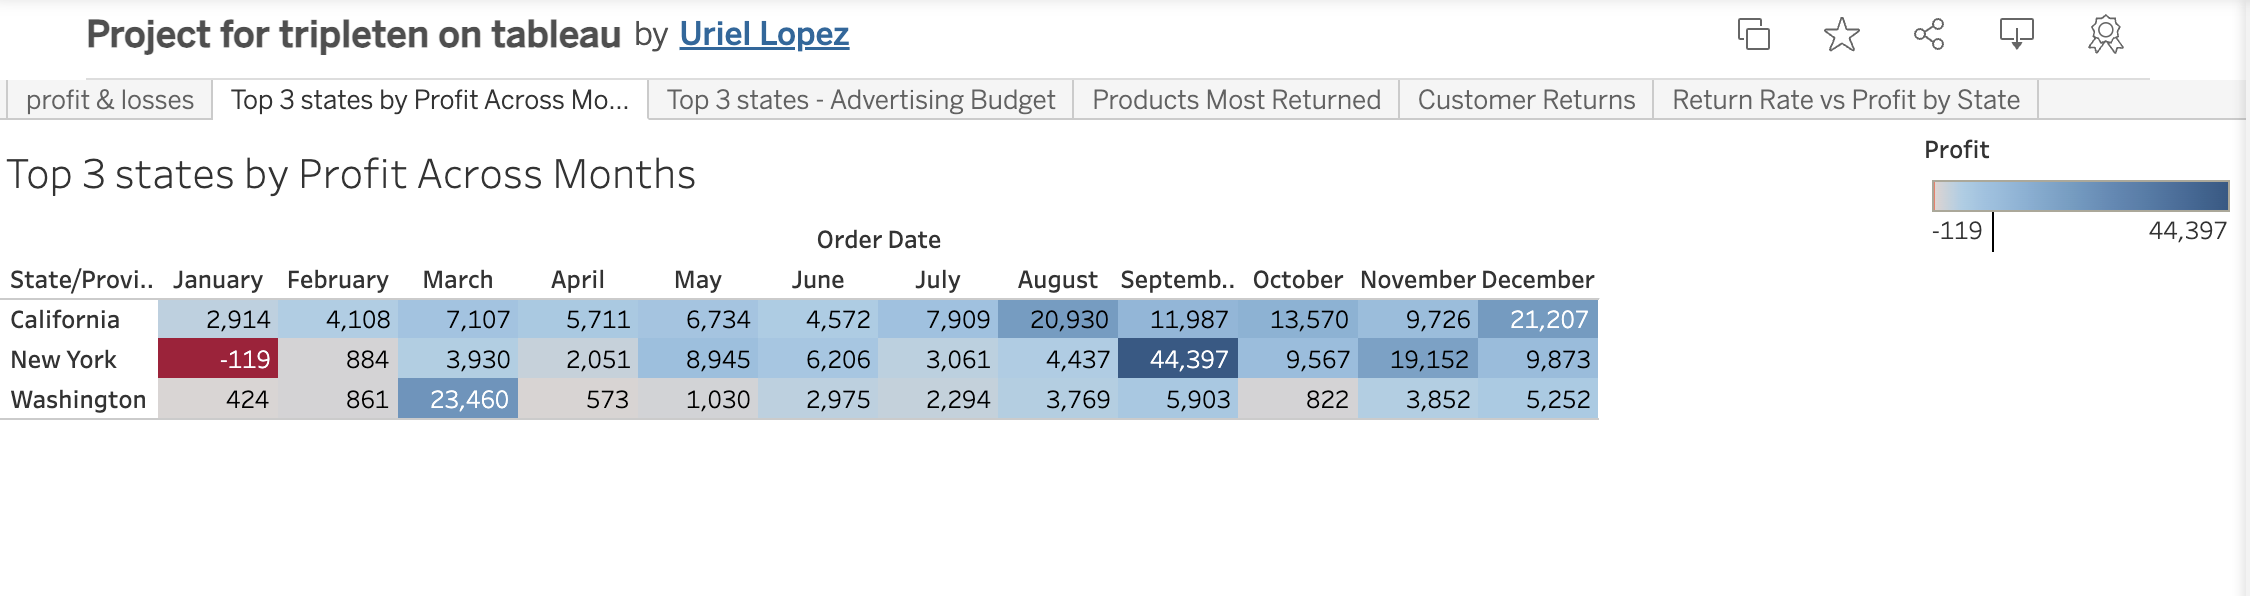 Project for tripleten on tableau by Uriel Lopez
profit & losses Top 3 states by Profit Across Mo... Top 3 states - Advertising Budget Products Most Returned Customer Returns Return Rate vs Profit by State
Top 3 states by Profit Across Months
Profit
-119 44,397
Order Date
State/Provi.. January February March April May June July August Septemb.. October November December
California 2,914 4,108 7,107 5,711 6,734 4,572 7,909 20,930 11,987 13,570 9,726 21,207
New York -119 884 3,930 2,051 8,945 6,206 3,061 4,437 44,397 9,567 19,152 9,873
Washington 424 861 23,460 573 1,030 2,975 2,294 3,769 5,903 822 3,852 5,252